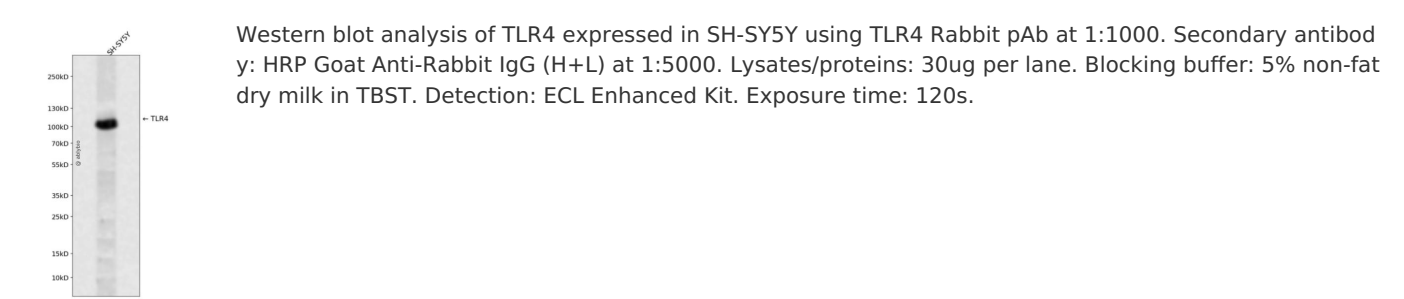 SH-SY5Y
250kD
130kD
← TLR4
100kD
70kD
55kD
@ abbybio
35kD
25kD
15kD
10kD
Western blot analysis of TLR4 expressed in SH-SY5Y using TLR4 Rabbit pAb at 1:1000. Secondary antibod
y: HRP Goat Anti-Rabbit IgG (H+L) at 1:5000. Lysates/proteins: 30ug per lane. Blocking buffer: 5% non-fat
dry milk in TBST. Detection: ECL Enhanced Kit. Exposure time: 120s.